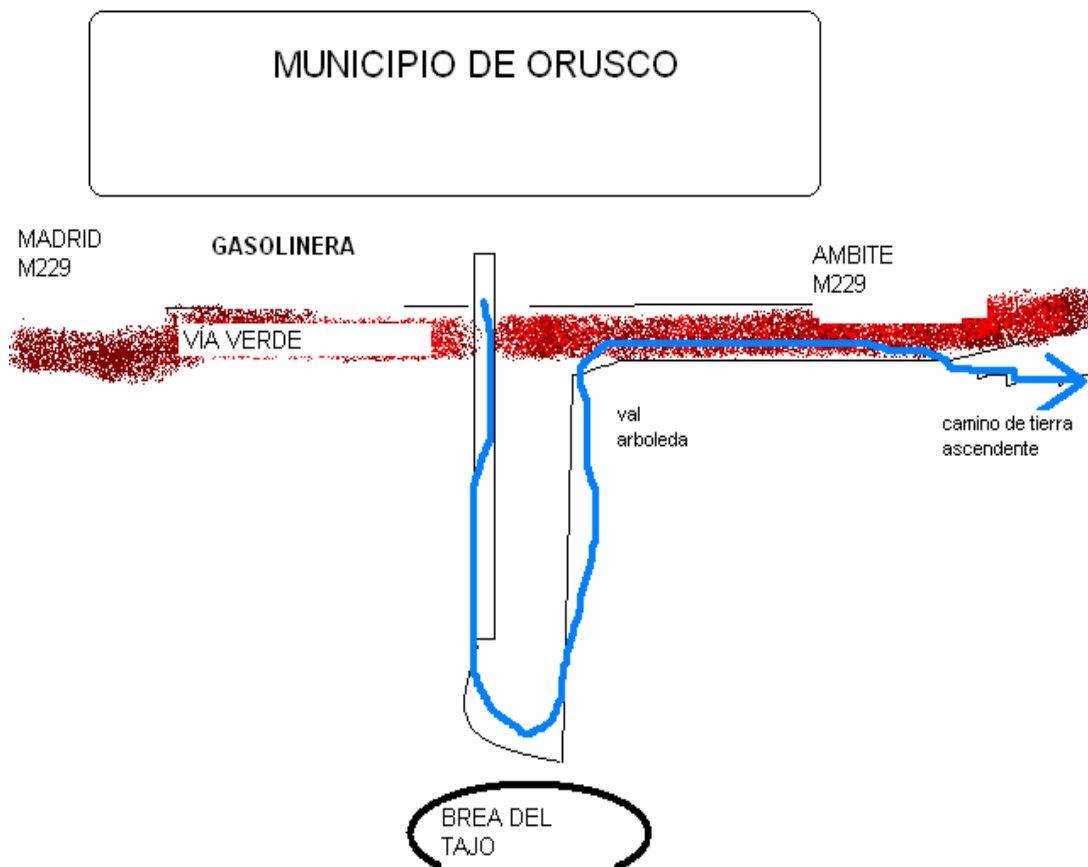 MUNICIPIO DE ORUSCO
MADRID
M229
GASOLINERA
AMBITE
M229
VÍA VERDE
val
arboleda
camino de tierra
ascendente
BREA DEL
TAJO